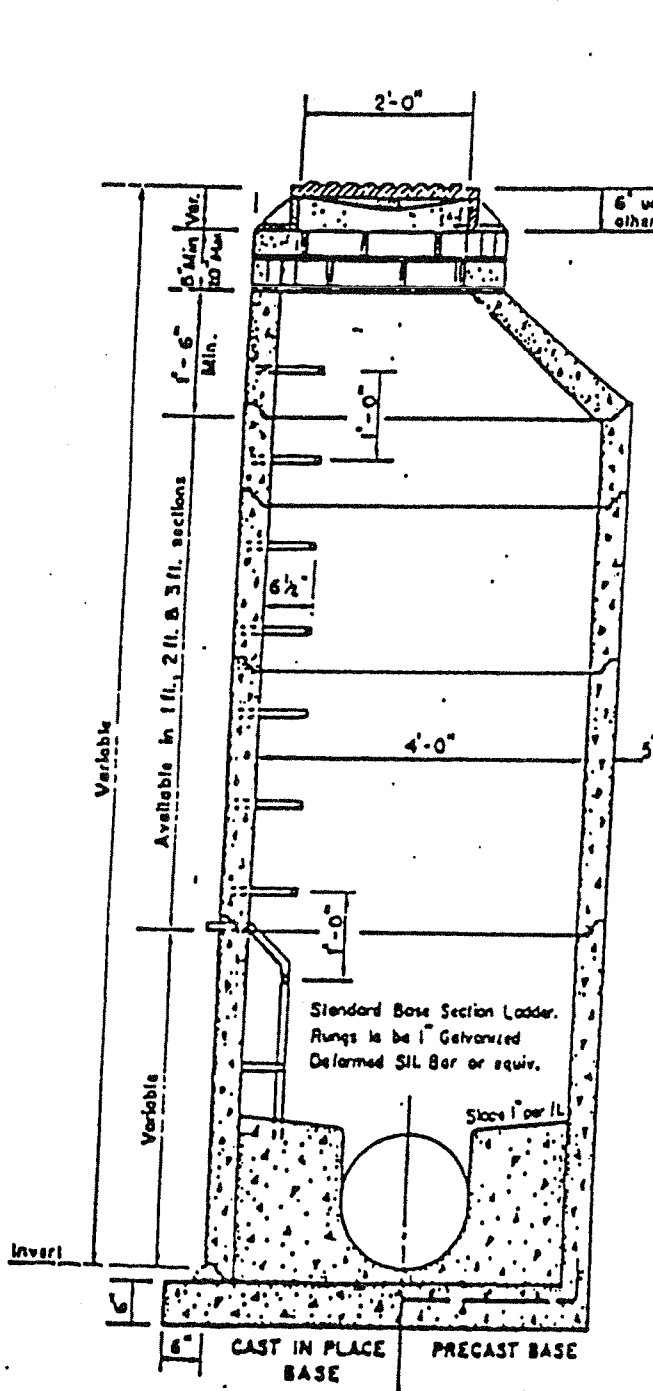 2'-0"
Var.
6"
8" Min
20" Max
1'-6"
Min.
1'-0"
Available in 1 ft., 2 ft. & 3 ft. sections
6½"
Variable
4'-0"
5"
1'-0"
Standard Base Section Ladder.
Rungs to be 1" Galvanized
Deformed Stl. Bar or equiv.
Slope 1" per ft.
Variable
Invert
6"
6"
CAST IN PLACE
BASE
PRECAST BASE